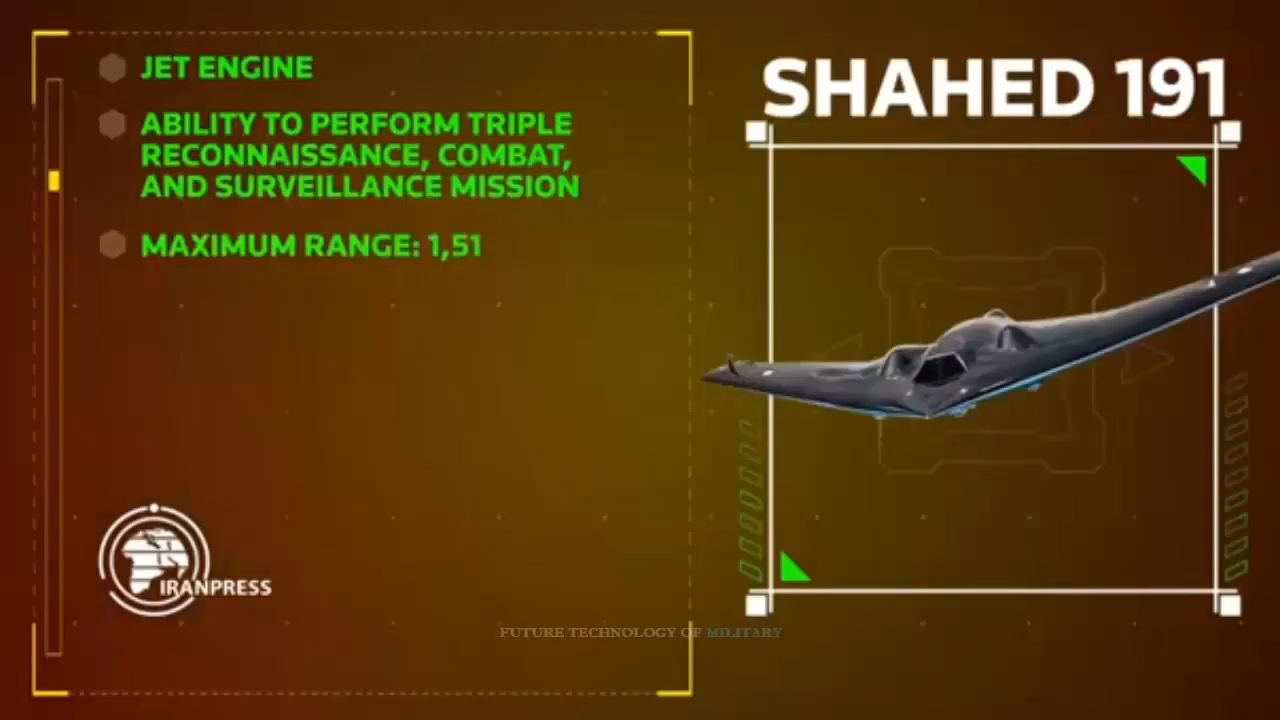 JET ENGINE
ABILITY TO PERFORM TRIPLE
RECONNAISSANCE, COMBAT,
AND SURVEILLANCE MISSION
MAXIMUM RANGE: 1,51
SHAHED 191
IRANPRESS
FUTURE TECHNOLOGY OF MILITARY